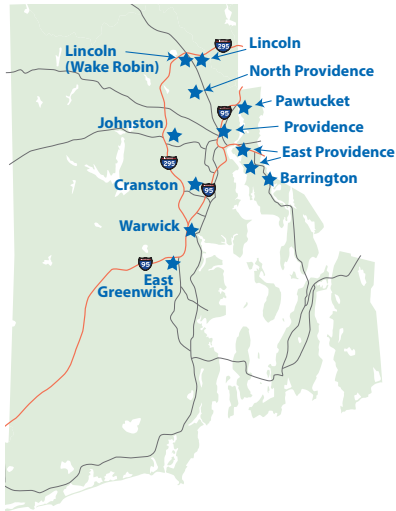 295
Lincoln
Lincoln
(Wake Robin)
North Providence
Pawtucket
95
Johnston
Providence
East Providence
295
Cranston
95
Barrington
Warwick
95
East
Greenwich